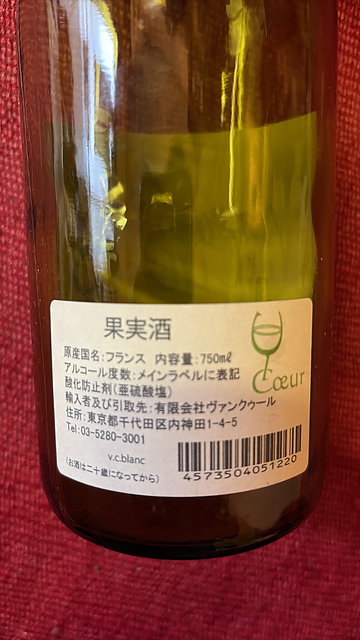 果実酒
原産国名:フランス 内容量:750mℓ
アルコール度数:メインラベルに表記
酸化防止剤(亜硫酸塩)
輸入者及び引取先:有限会社ヴァンクゥール
住所:東京都千代田区内神田1-4-5
Tel:03-5280-3001
v.c.blanc
(お酒は二十歳になってから)
Cœur
4573504051220